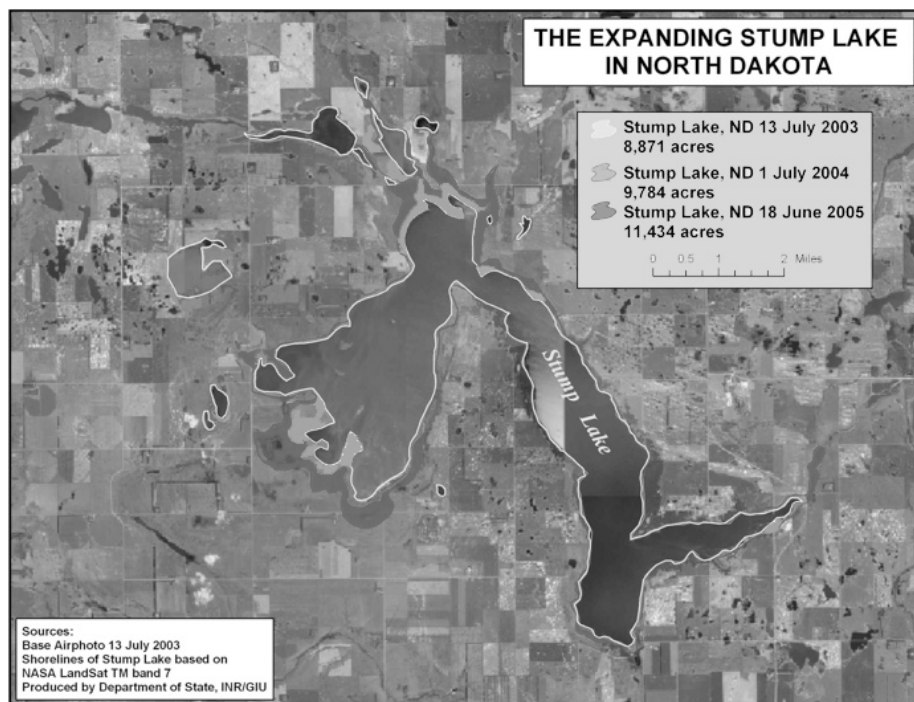 THE EXPANDING STUMP LAKE
IN NORTH DAKOTA
Stump Lake, ND 13 July 2003
8,871 acres
Stump Lake, ND 1 July 2004
9,784 acres
Stump Lake, ND 18 June 2005
11,434 acres
0 0.5 1 2 Miles
Stump Lake
Sources:
Base Airphoto 13 July 2003
Shorelines of Stump Lake based on
NASA LandSat TM band 7
Produced by Department of State, INR/GIU